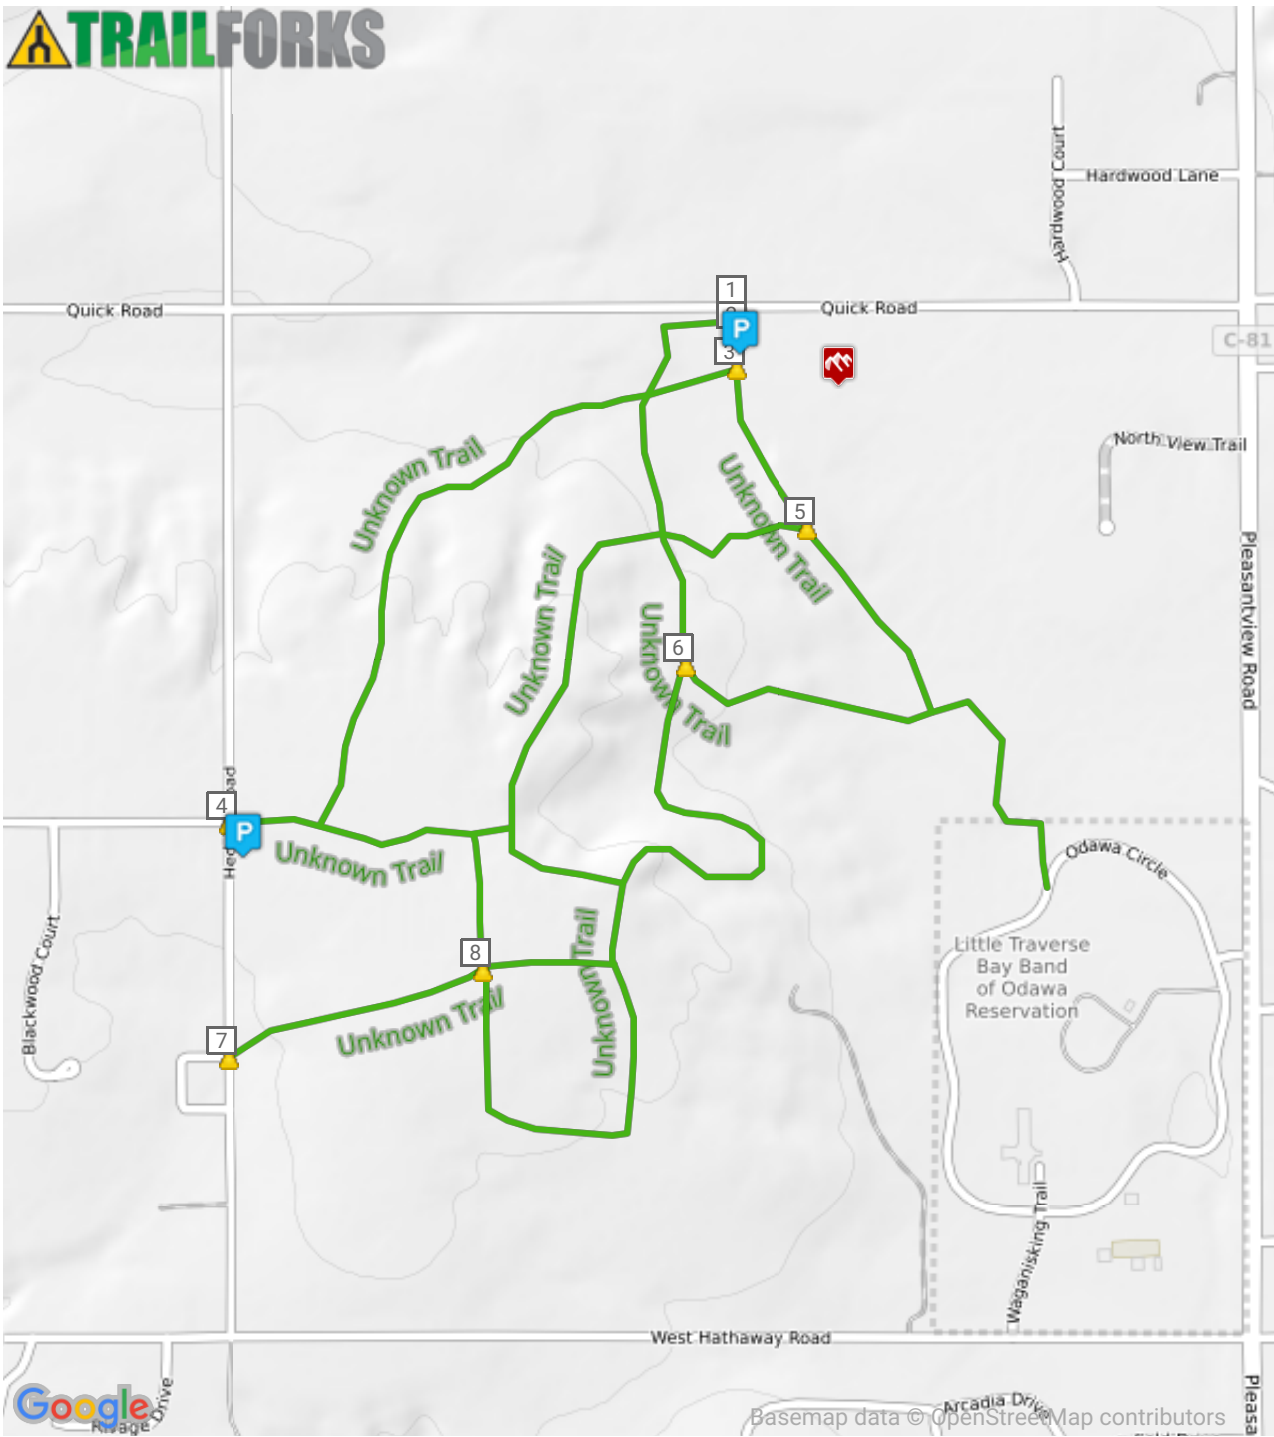 TRAILFORKS
Hardwood Court
Hardwood Lane
1
Quick Road
Quick Road
3
C-81
North View Trail
Unknown Trail
Unknown Trail
5
Unknown Trail
Pleasantview Road
6
Unknown Trail
4
Unknown Trail
Odawa Circle
Blackwood Court
8
Unknown Trail
Little Traverse
Bay Band
of Odawa
Reservation
Unknown Trail
7
Waganisking Trail
West Hathaway Road
Google
Drive
Arcadia Drive
Pleasa
Basemap data © OpenStreetMap contributors